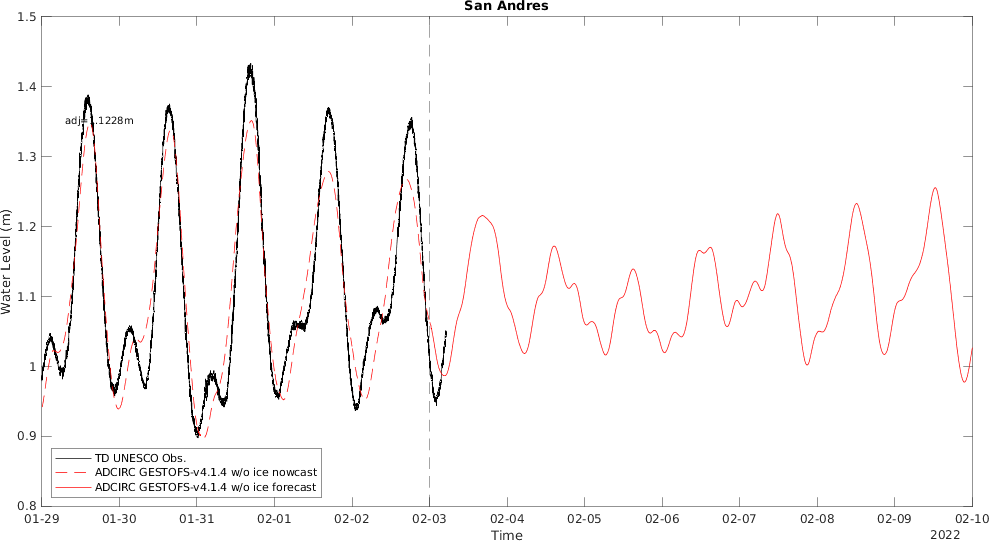 San Andres
1.5
1.4
adj=1.1228m
1.3
1.2
Water Level (m)
1.1
1
0.9
TD UNESCO Obs.
ADCIRC GESTOFS-v4.1.4 w/o ice nowcast
ADCIRC GESTOFS-v4.1.4 w/o ice forecast
0.8
01-29 01-30 01-31 02-01 02-02 02-03 02-04 02-05 02-06 02-07 02-08 02-09 02-10
Time
2022